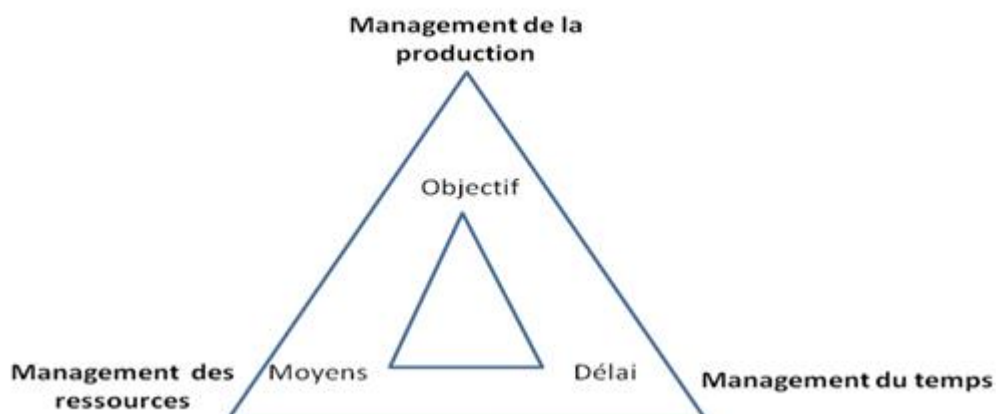 Management de la
production
Objectif
Management des
ressources
Moyens
Délai
Management du temps